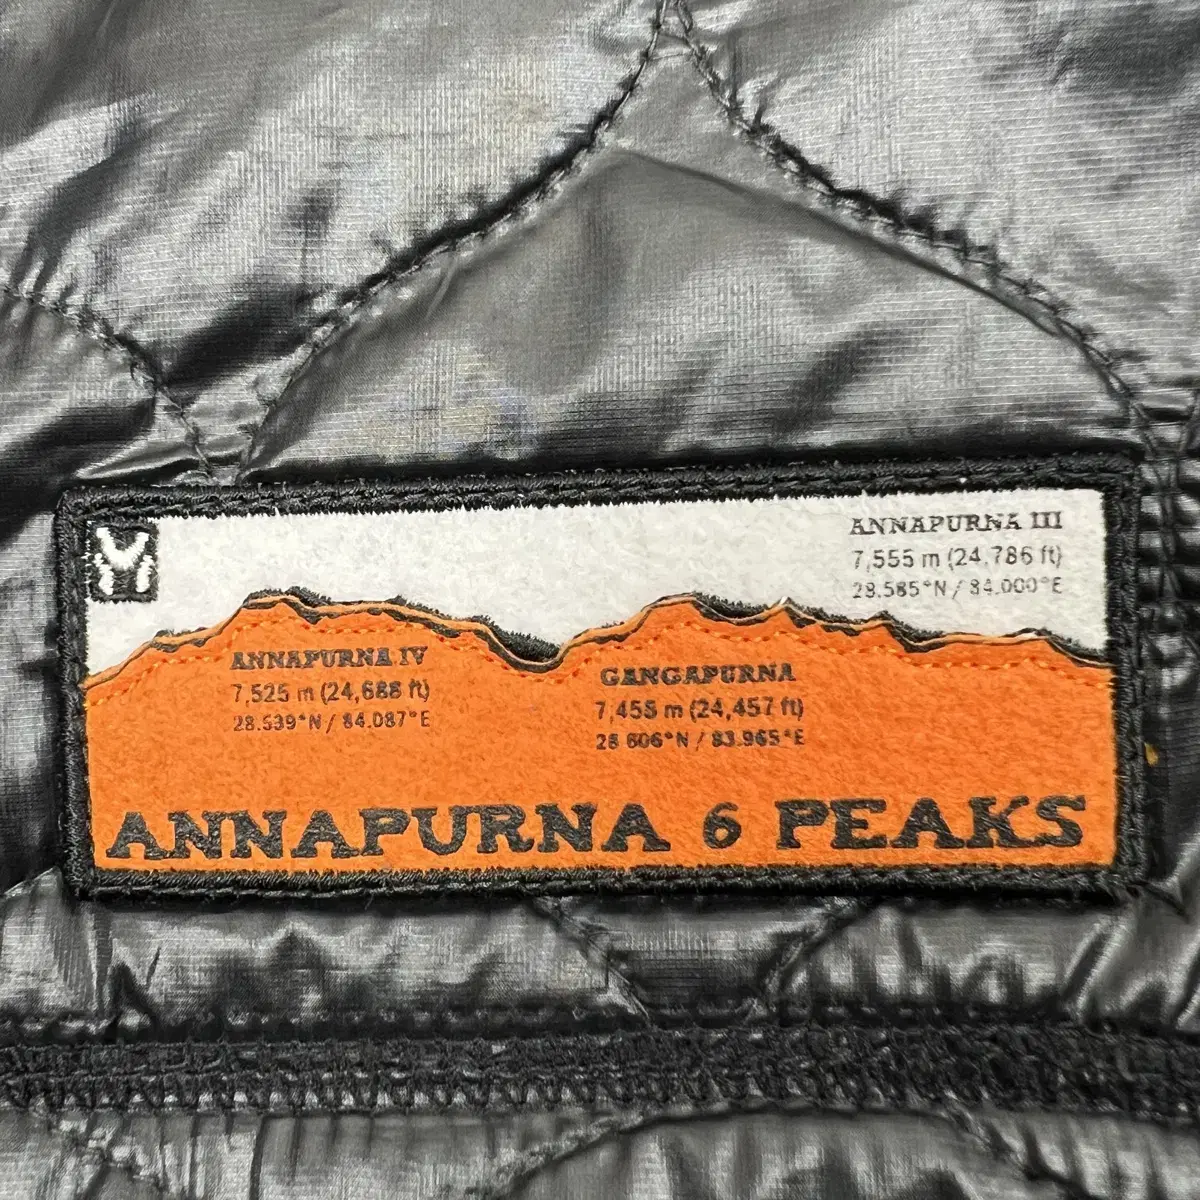 ANNAPURNA III
7,555 m (24,786 ft)
28.585°N / 84.000°E
ANNAPURNA IV
7,525 m (24,688 ft)
28.539°N / 84.087°E
GANGAPURNA
7,455 m (24,457 ft)
28.606°N / 83.965°E
ANNAPURNA 6 PEAKS